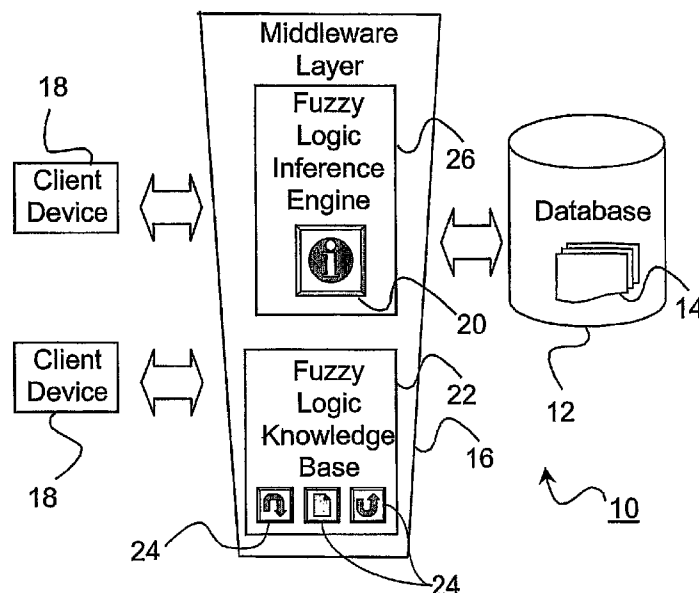 Middleware
Layer
18
Client
Device
Fuzzy
Logic
Inference
Engine
i
20
26
Database
14
12
Client
Device
18
Fuzzy
Logic
Knowledge
Base
22
16
24
24
10